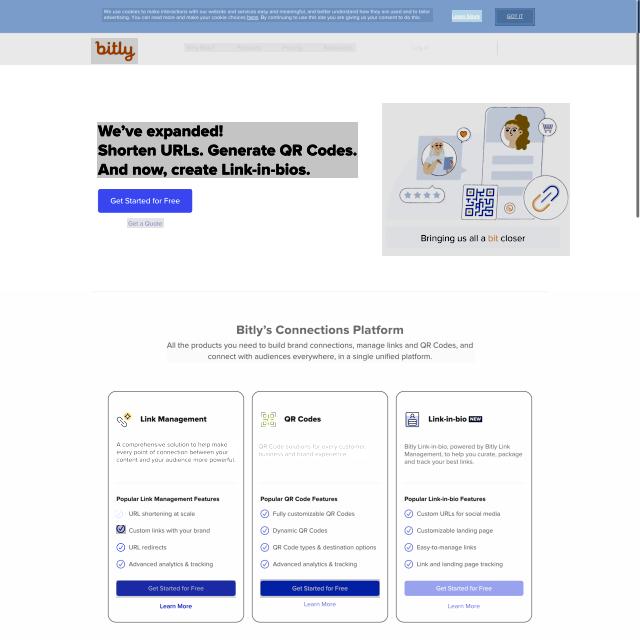 We use cookies to make interactions with our website and services easy and meaningful, and better understand how they are used and to tailor
advertising. You can read more and make your cookie choices here. By continuing to use this site you are giving us your consent to do this.
Learn More
GOT IT
bitly
Pricing
We've expanded!
Shorten URLs. Generate QR Codes.
And now, create Link-in-bios.
Get Started for Free
Get a Quote
Bringing us all a bit closer
Bitly's Connections Platform
All the products you need to build brand connections, manage links and QR Codes, and
connect with audiences everywhere, in a single unified platform.
Link Management
A comprehensive solution to help make
every point of connection between your
content and your audience more powerful.
Popular Link Management Features
URL shortening at scale
Custom links with your brand
URL redirects
Advanced analytics & tracking
Get Started for Free
Learn More
QR Codes
QR Code solutions for every customer,
business and brand experience.
Popular QR Code Features
Fully customizable QR Codes
Dynamic QR Codes
QR Code types & destination options
Advanced analytics & tracking
Get Started for Free
Learn More
Link-in-bio NEW
Bitly Link-in-bio, powered by Bitly Link
Management, to help you curate, package
and track your best links.
Popular Link-in-bio Features
Custom URLs for social media
Customizable landing page
Easy-to-manage links
Link and landing page tracking
Get Started for Free
Learn More